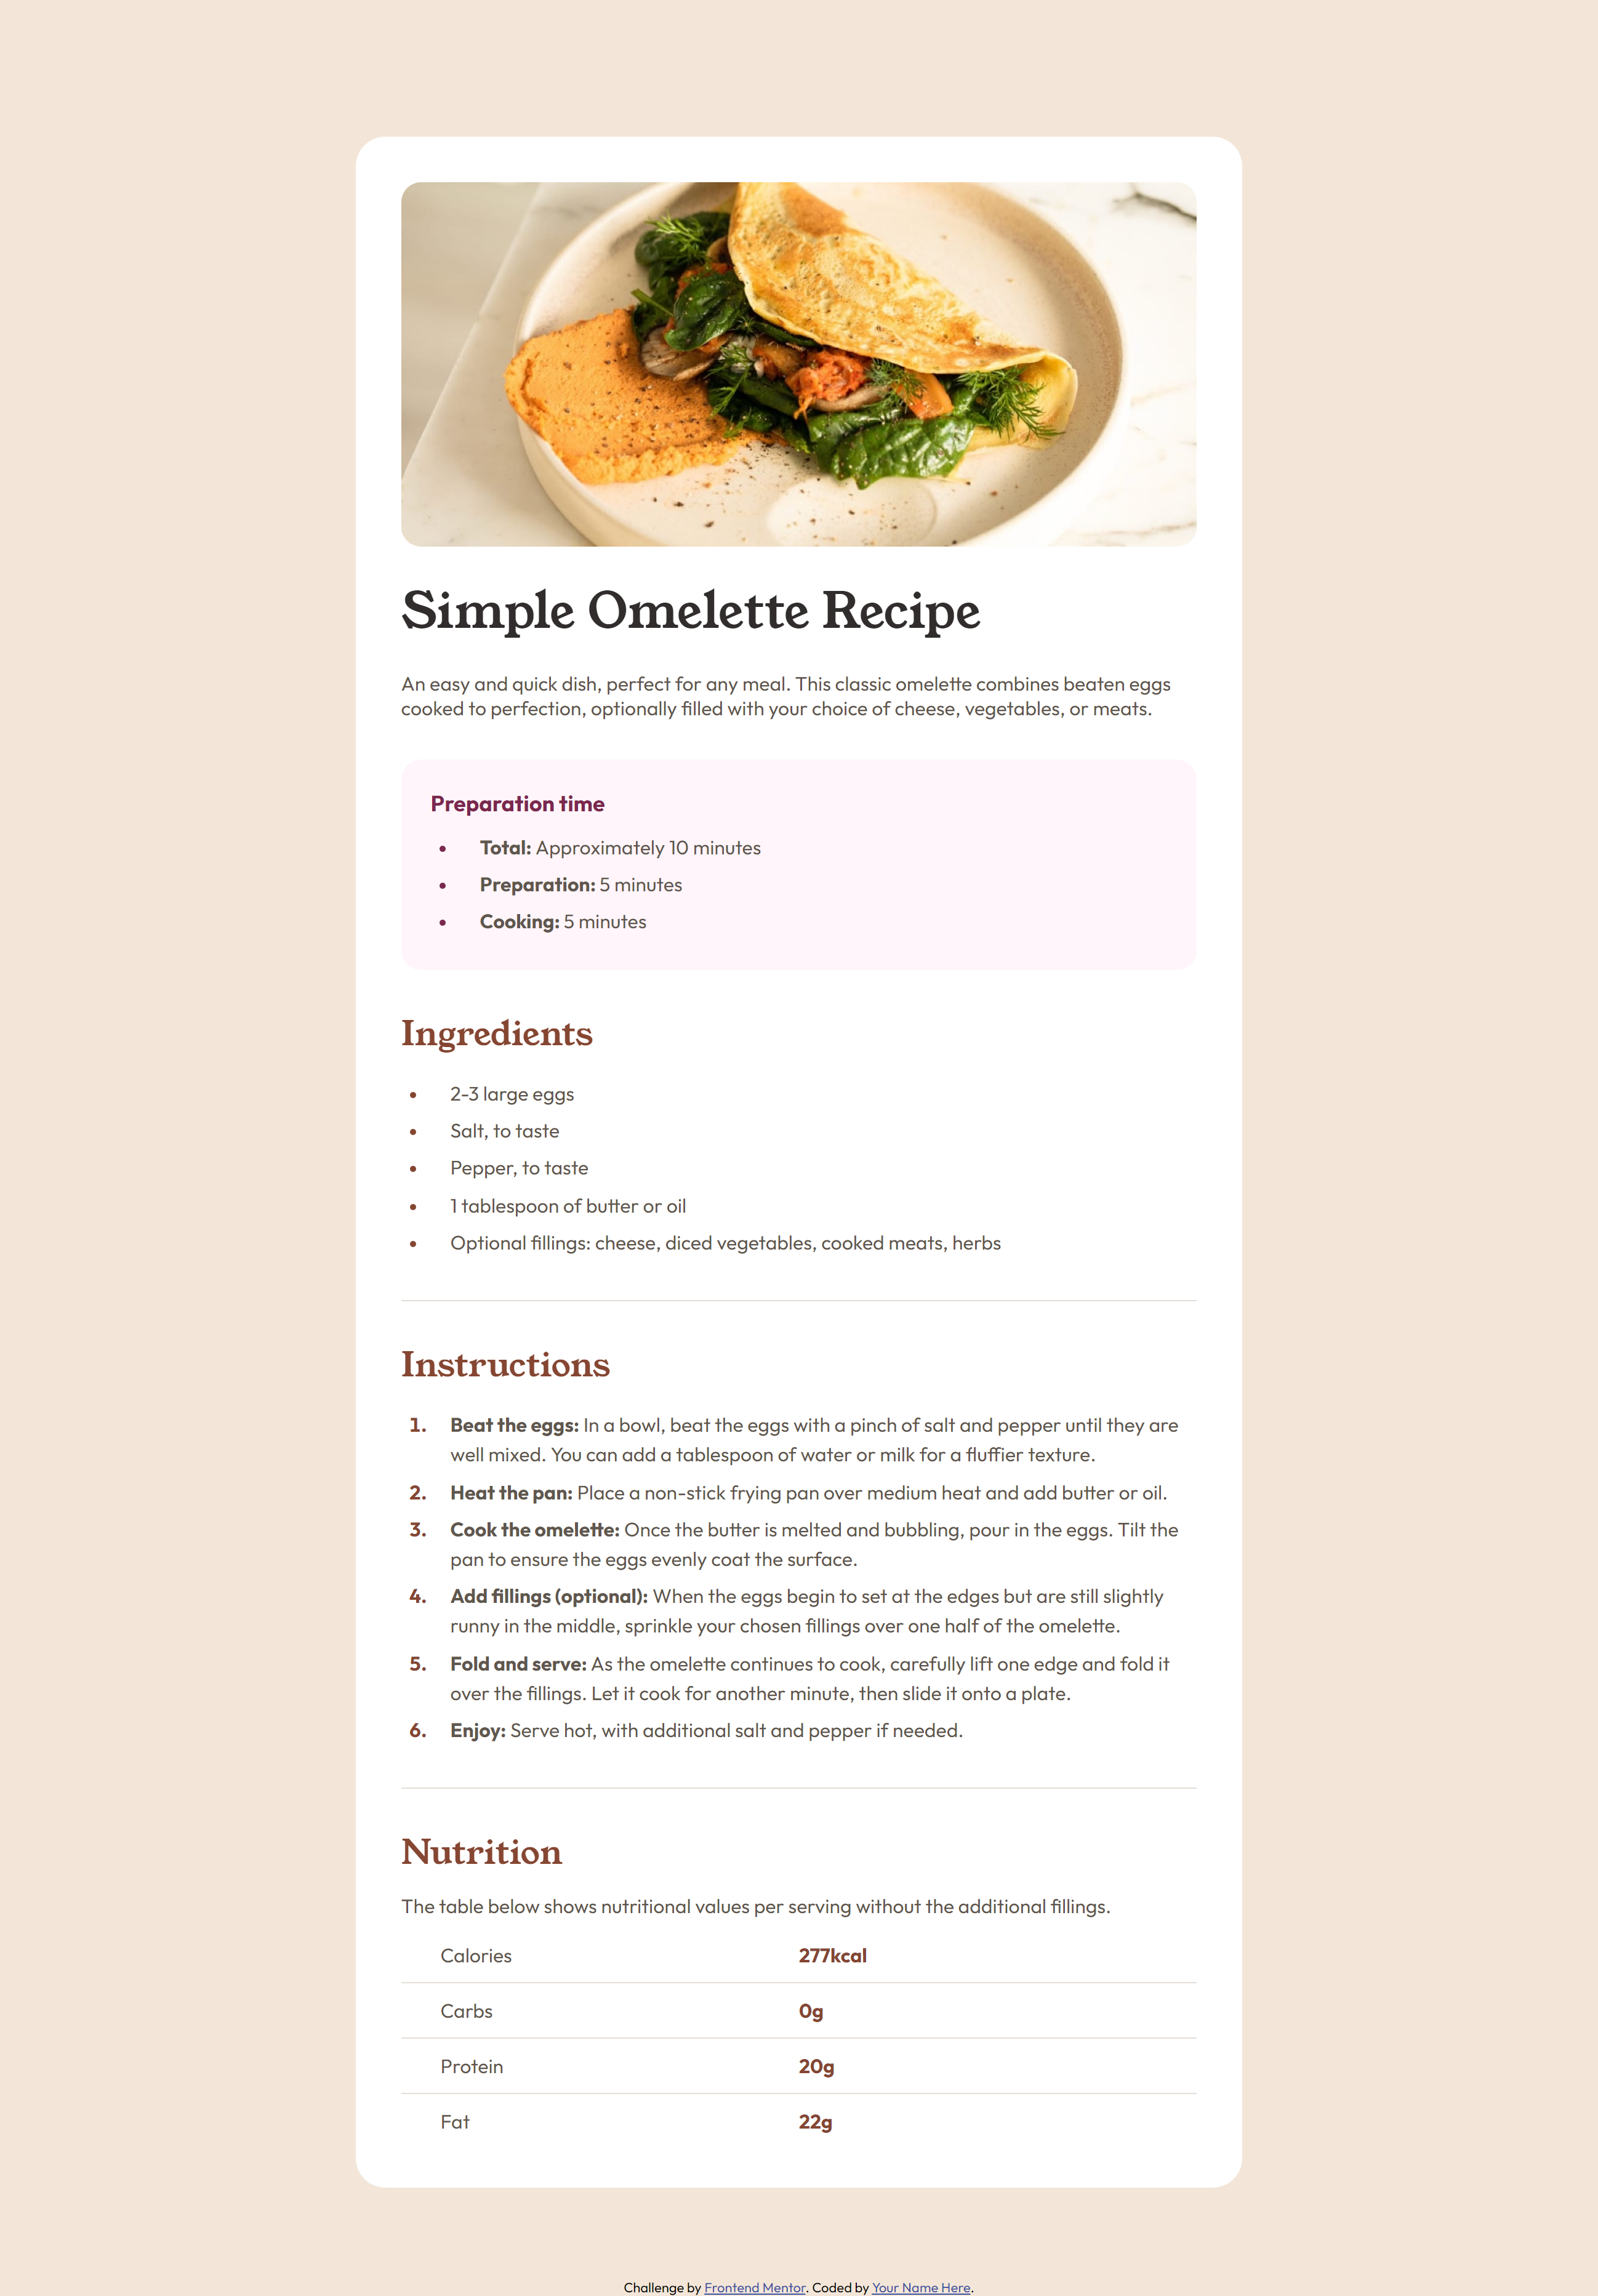 Simple Omelette Recipe
An easy and quick dish, perfect for any meal. This classic omelette combines beaten eggs
cooked to perfection, optionally filled with your choice of cheese, vegetables, or meats.
Preparation time
• Total: Approximately 10 minutes
• Preparation: 5 minutes
• Cooking: 5 minutes
Ingredients
• 2-3 large eggs
• Salt, to taste
• Pepper, to taste
• 1 tablespoon of butter or oil
• Optional fillings: cheese, diced vegetables, cooked meats, herbs
Instructions
1. Beat the eggs: In a bowl, beat the eggs with a pinch of salt and pepper until they are
well mixed. You can add a tablespoon of water or milk for a fluffier texture.
2. Heat the pan: Place a non-stick frying pan over medium heat and add butter or oil.
3. Cook the omelette: Once the butter is melted and bubbling, pour in the eggs. Tilt the
pan to ensure the eggs evenly coat the surface.
4. Add fillings (optional): When the eggs begin to set at the edges but are still slightly
runny in the middle, sprinkle your chosen fillings over one half of the omelette.
5. Fold and serve: As the omelette continues to cook, carefully lift one edge and fold it
over the fillings. Let it cook for another minute, then slide it onto a plate.
6. Enjoy: Serve hot, with additional salt and pepper if needed.
Nutrition
The table below shows nutritional values per serving without the additional fillings.
Calories 277kcal
Carbs 0g
Protein 20g
Fat 22g
Challenge by Frontend Mentor. Coded by Your Name Here.